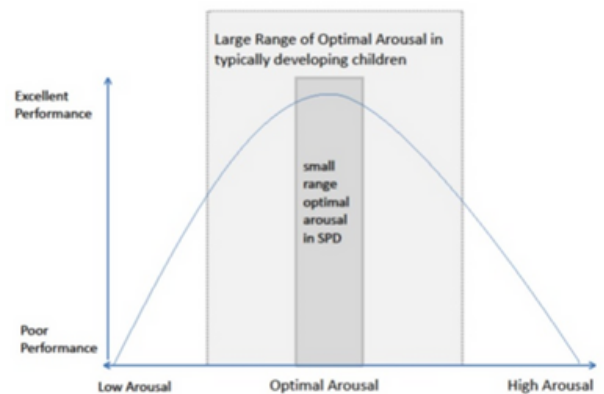 Large Range of Optimal Arousal in
typically developing children
Excellent
Performance
small
range
optimal
arousal
in SPD
Poor
Performance
Low Arousal
Optimal Arousal
High Arousal